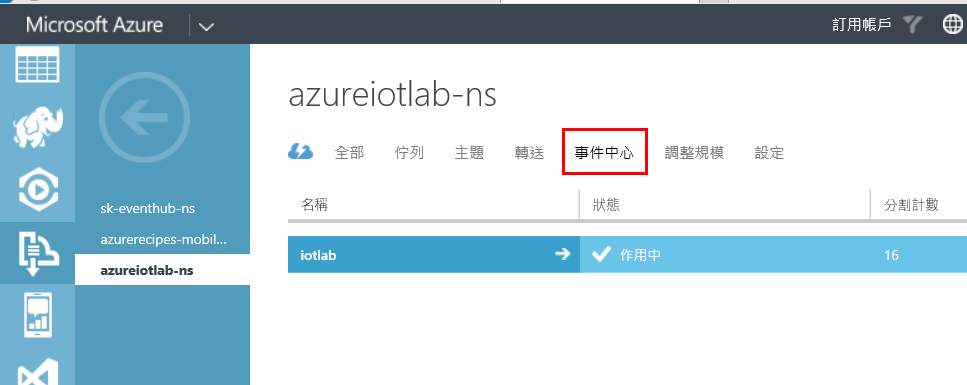 Microsoft Azure 訂用帳戶
azureiotlab-ns
全部 佇列 主題 轉送 事件中心 調整規模 設定
名稱 狀態 分割計數
iotlab 作用中 16
sk-eventhub-ns
azurerecipes-mobil...
azureiotlab-ns